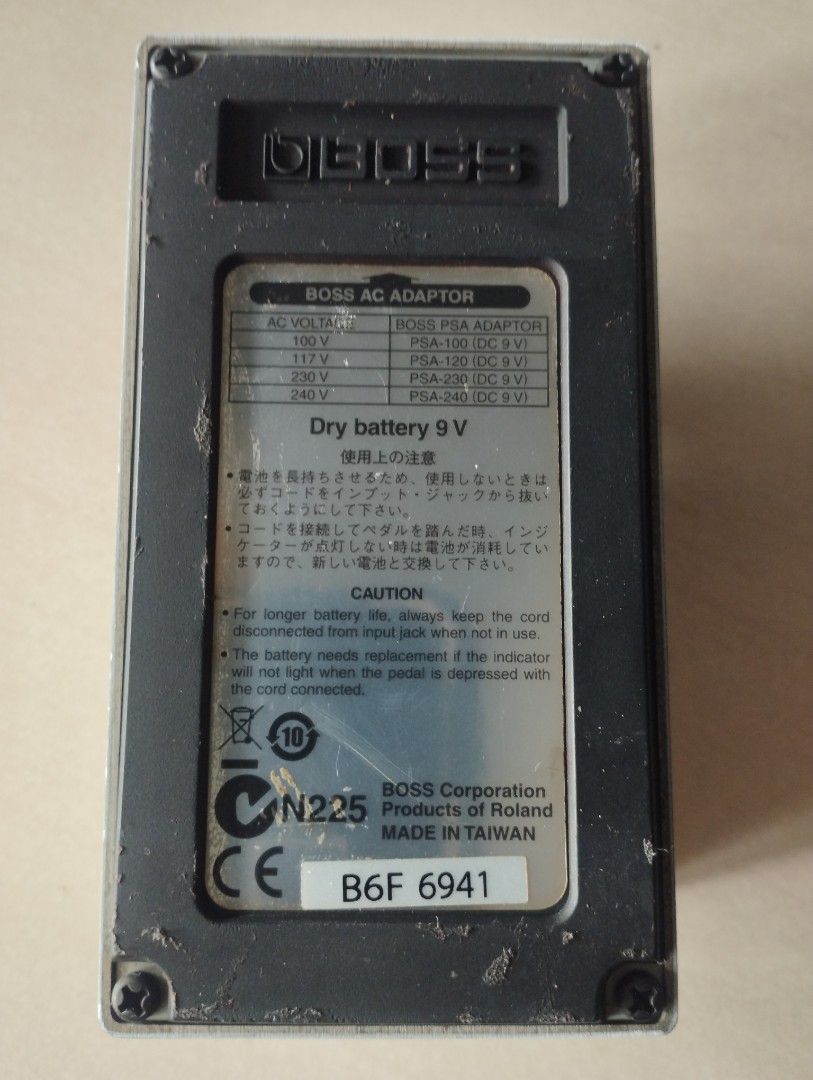 BOSS
BOSS AC ADAPTOR
AC VOLTAGE BOSS PSA ADAPTOR
100 V PSA-100 (DC 9 V)
117 V PSA-120 (DC 9 V)
230 V PSA-230 (DC 9 V)
240 V PSA-240 (DC 9 V)
Dry battery 9 V
使用上の注意
• 電池を長持ちさせるため、使用しないときは
必ずコードをインプット・ジャックから抜い
ておくようにして下さい。
• コードを接続してペダルを踏んだ時、インジ
ケーターが点灯しない時は電池が消耗してい
ますので、新しい電池と交換して下さい。
CAUTION
• For longer battery life, always keep the cord
disconnected from input jack when not in use.
• The battery needs replacement if the indicator
will not light when the pedal is depressed with
the cord connected.
10
N225
BOSS Corporation
Products of Roland
MADE IN TAIWAN
CE
B6F 6941